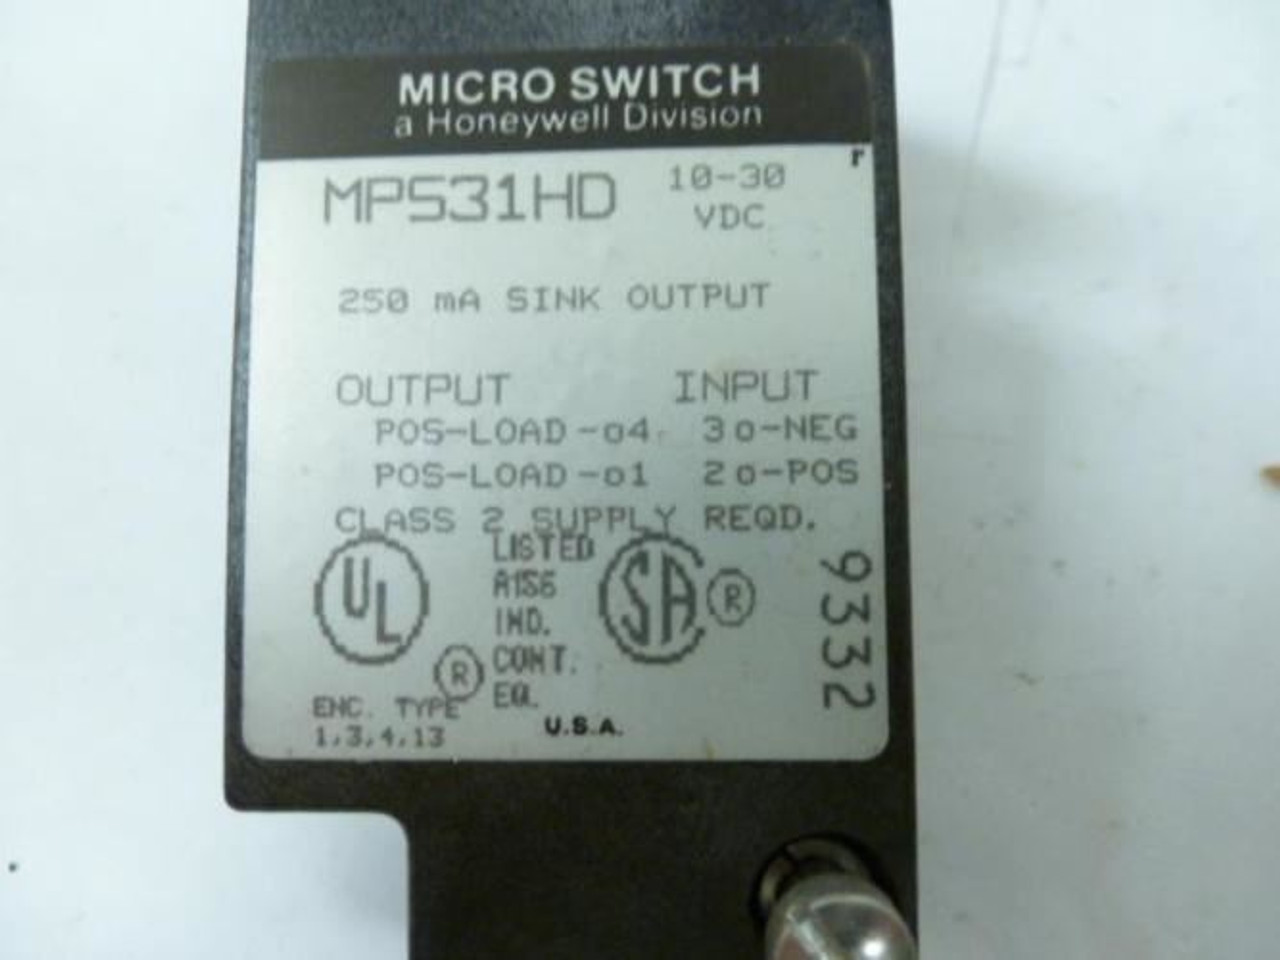 MICRO SWITCH
a Honeywell Division
r
MPS31HD 10-30
VDC
250 mA SINK OUTPUT
OUTPUT INPUT
POS-LOAD-o4 3o-NEG
POS-LOAD-o1 2o-POS
CLASS 2 SUPPLY REQD.
UL ® LISTED
A156
IND.
CONT.
EQ.
SA ®
9332
ENC. TYPE
1,3,4,13
U.S.A.